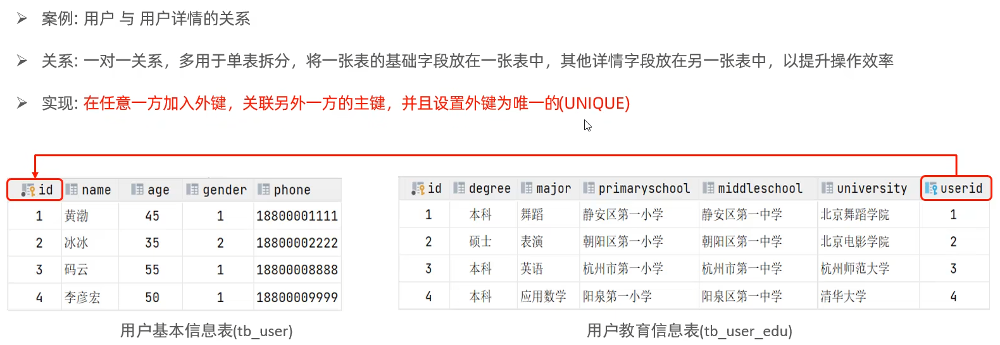 案例: 用户 与 用户详情的关系
关系: 一对一关系，多用于单表拆分，将一张表的基础字段放在一张表中，其他详情字段放在另一张表中，以提升操作效率
实现: 在任意一方加入外键，关联另外一方的主键，并且设置外键为唯一的(UNIQUE)
id name age gender phone
1 黄渤 45 1 18800001111
2 冰冰 35 2 18800002222
3 码云 55 1 18800008888
4 李彦宏 50 1 18800009999
用户基本信息表(tb_user)
id degree major primaryschool middleschool university userid
1 本科 舞蹈 静安区第一小学 静安区第一中学 北京舞蹈学院 1
2 硕士 表演 朝阳区第一小学 朝阳区第一中学 北京电影学院 2
3 本科 英语 杭州市第一小学 杭州市第一中学 杭州师范大学 3
4 本科 应用数学 阳泉第一小学 阳泉区第一中学 清华大学 4
用户教育信息表(tb_user_edu)